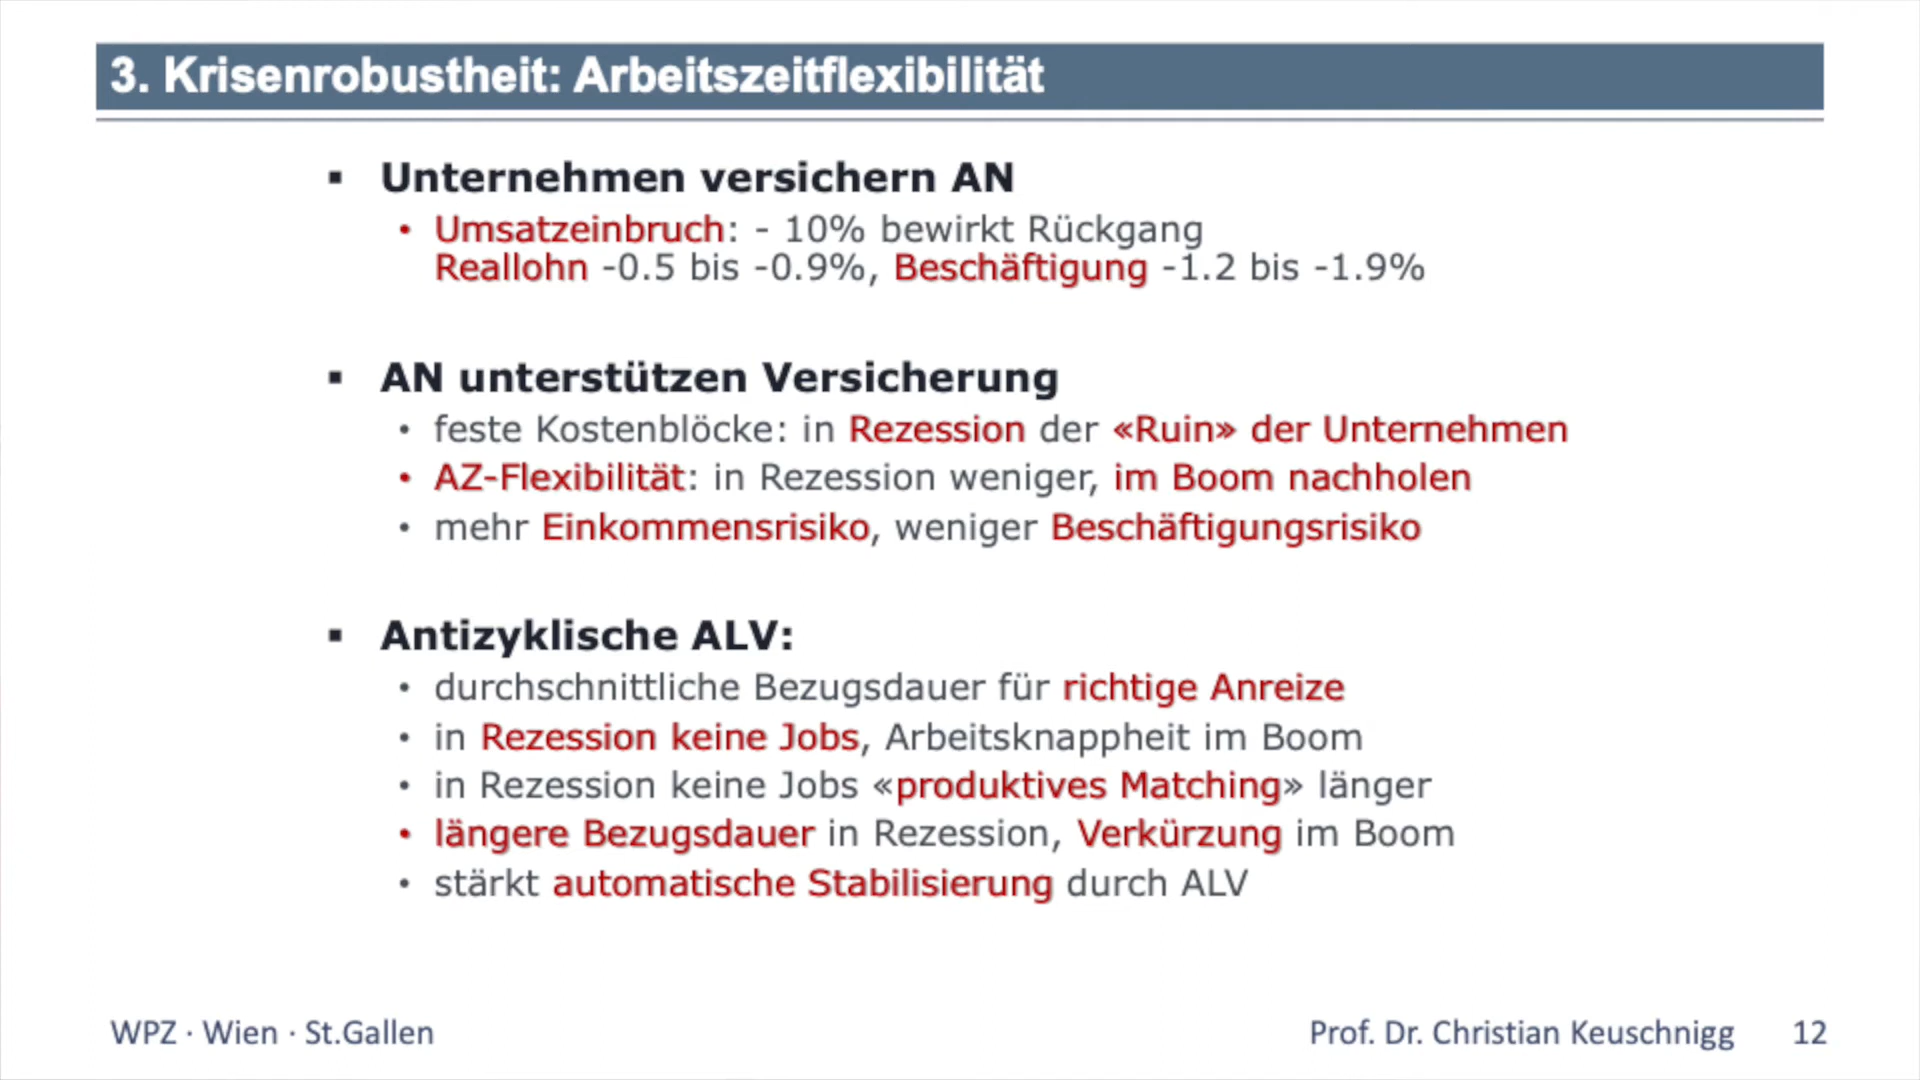 3. Krisenrobustheit: Arbeitszeitflexibilität
▪ Unternehmen versichern AN
• Umsatzeinbruch: - 10% bewirkt Rückgang
Reallohn -0.5 bis -0.9%, Beschäftigung -1.2 bis -1.9%
▪ AN unterstützen Versicherung
• feste Kostenblöcke: in Rezession der «Ruin» der Unternehmen
• AZ-Flexibilität: in Rezession weniger, im Boom nachholen
• mehr Einkommensrisiko, weniger Beschäftigungsrisiko
▪ Antizyklische ALV:
• durchschnittliche Bezugsdauer für richtige Anreize
• in Rezession keine Jobs, Arbeitsknappheit im Boom
• in Rezession keine Jobs «produktives Matching» länger
• längere Bezugsdauer in Rezession, Verkürzung im Boom
• stärkt automatische Stabilisierung durch ALV
WPZ · Wien · St.Gallen
Prof. Dr. Christian Keuschnigg 12